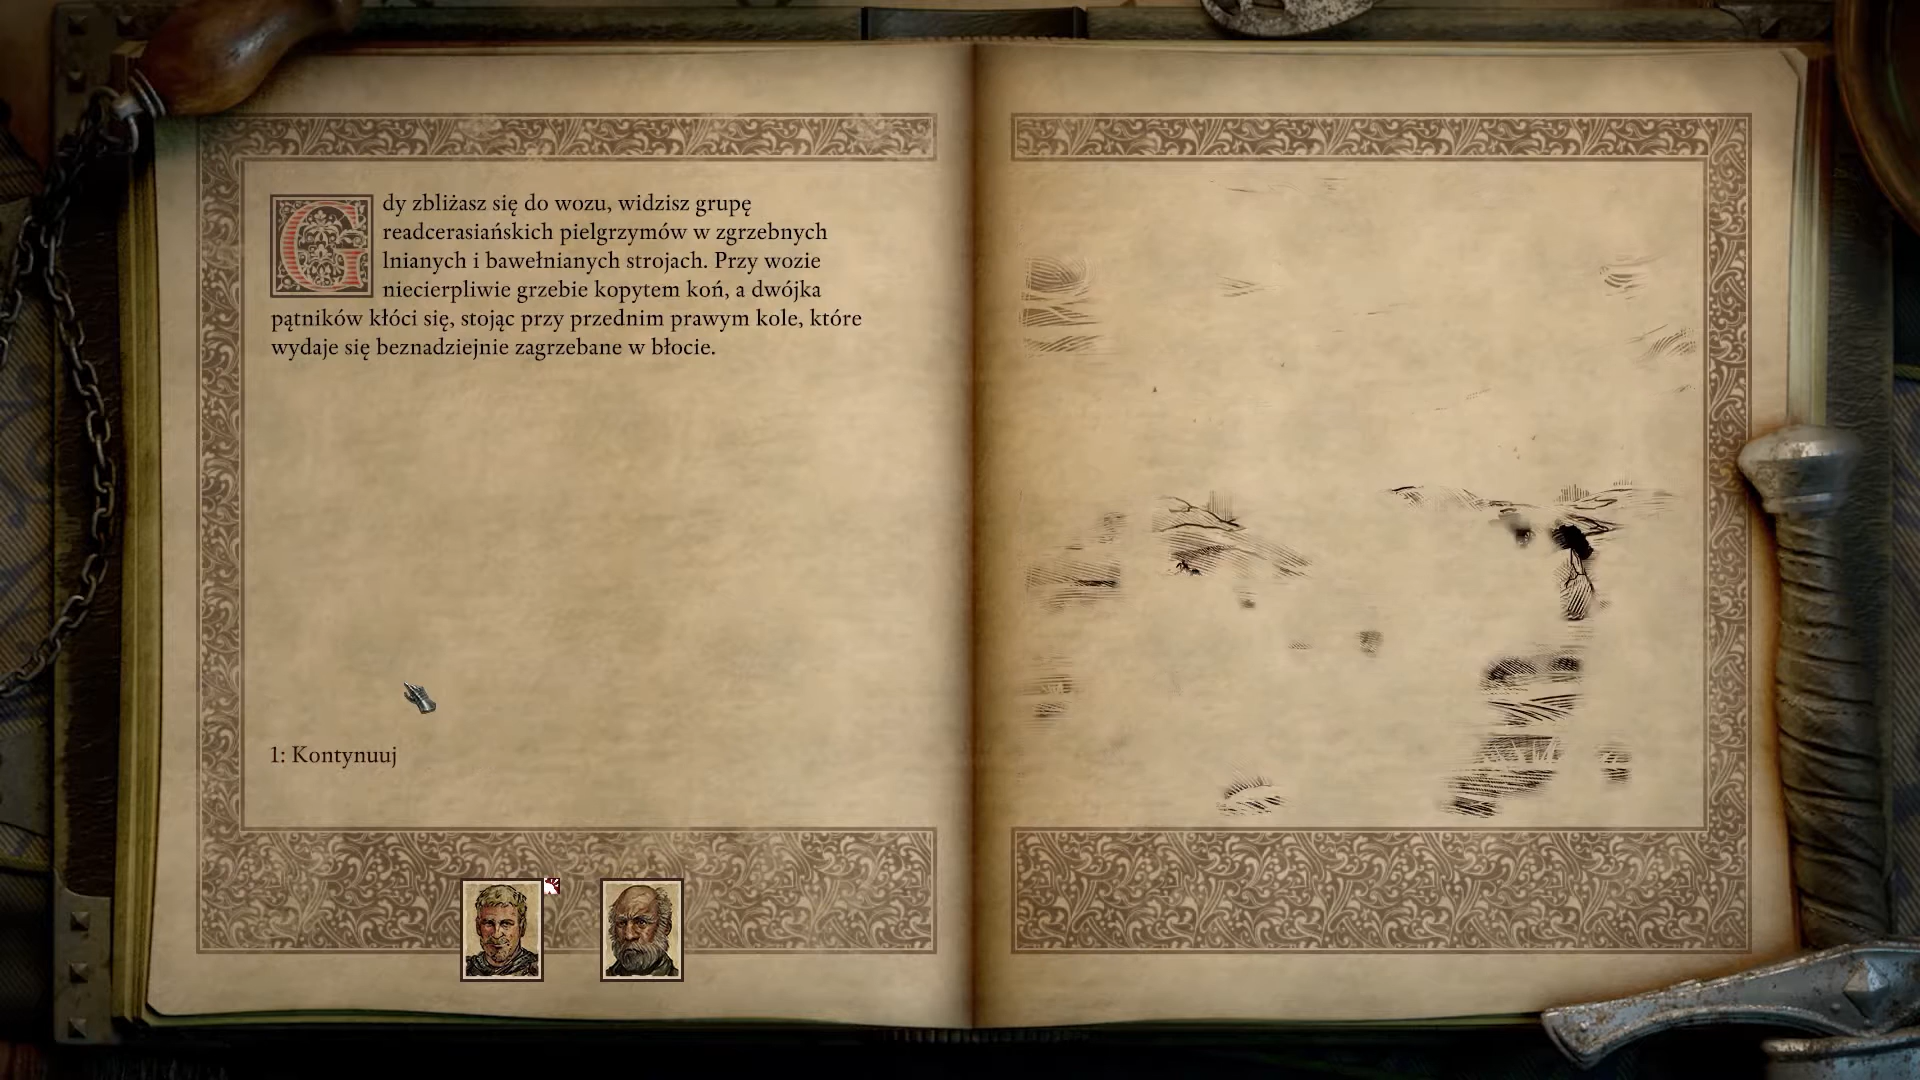 Gdy zbliżasz się do wozu, widzisz grupę
readcerasiańskich pielgrzymów w zgrzebnych
lnianych i bawełnianych strojach. Przy wozie
niecierpliwie grzebie kopytem koń, a dwójka
pątników kłóci się, stojąc przy przednim prawym kole, które
wydaje się beznadziejnie zagrzebane w błocie.
1: Kontynuuj